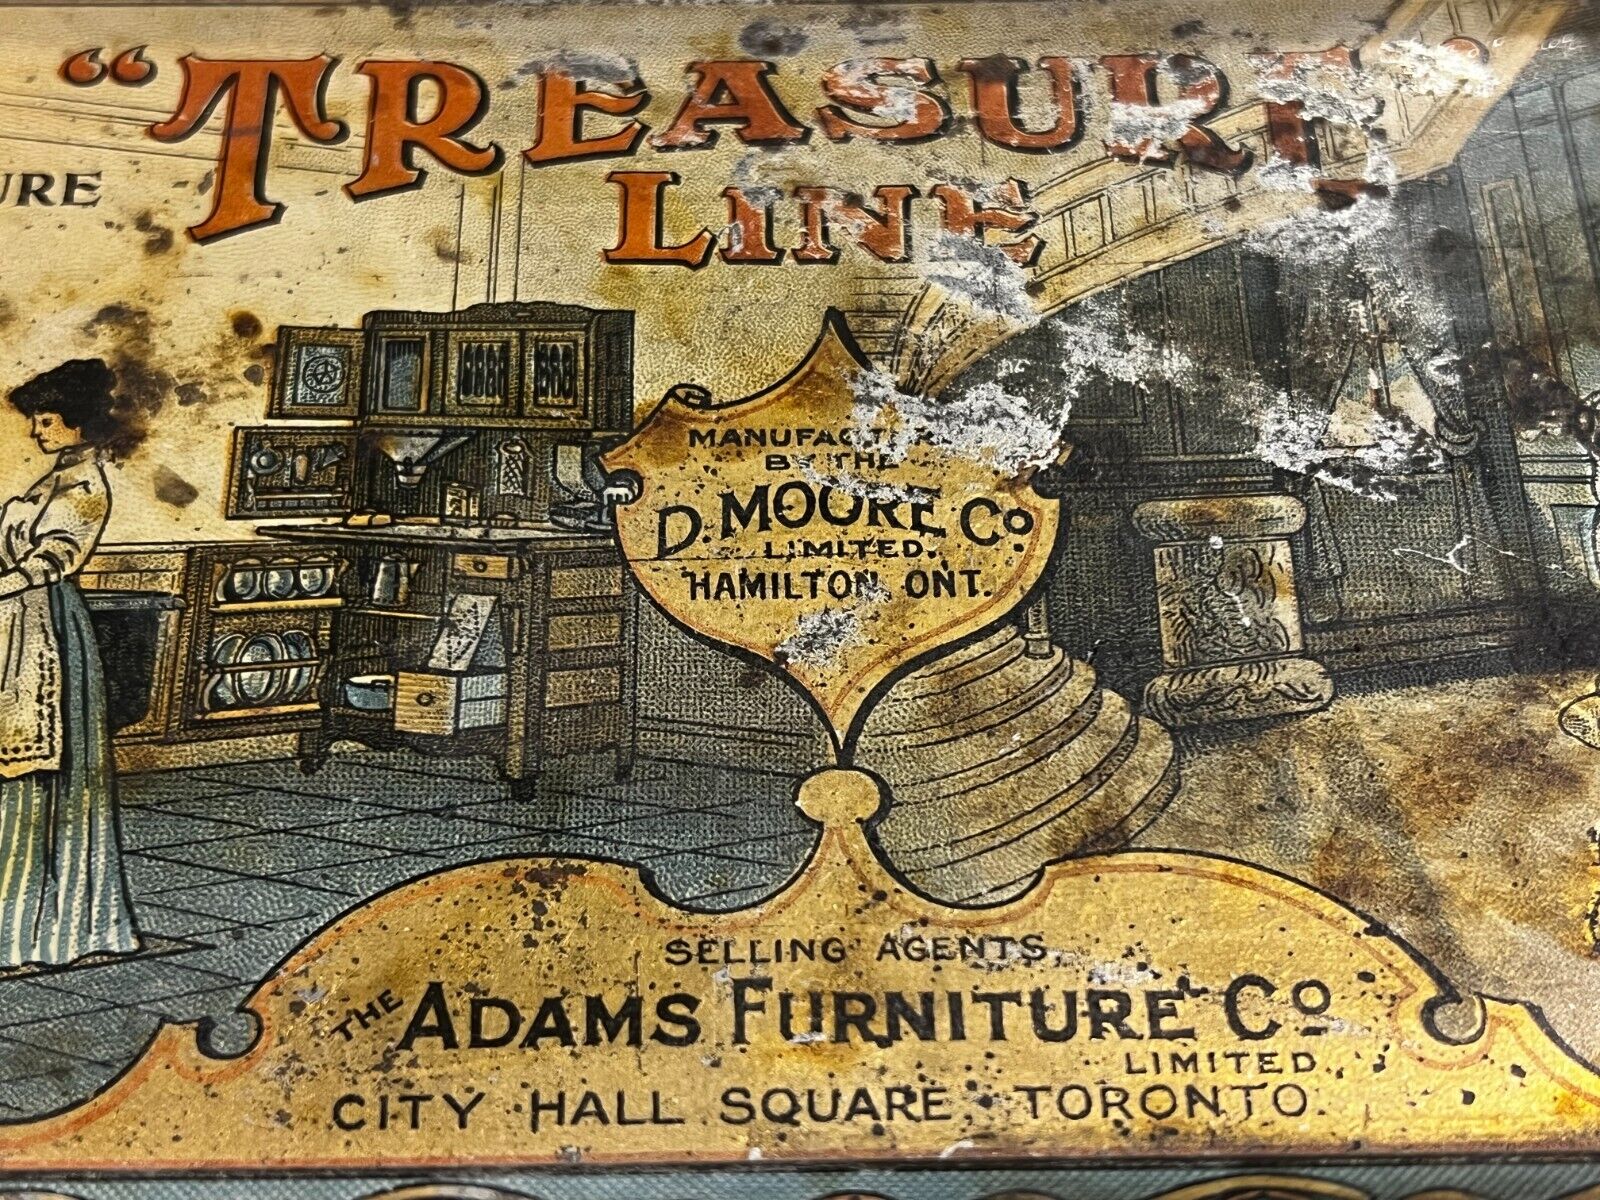 "TREASURE"
LINE
URE
MANUFACTURED
BY THE
D. MOORE Co
LIMITED.
HAMILTON, ONT.
SELLING AGENTS,
THE ADAMS FURNITURE Co
LIMITED,
CITY HALL SQUARE - TORONTO.